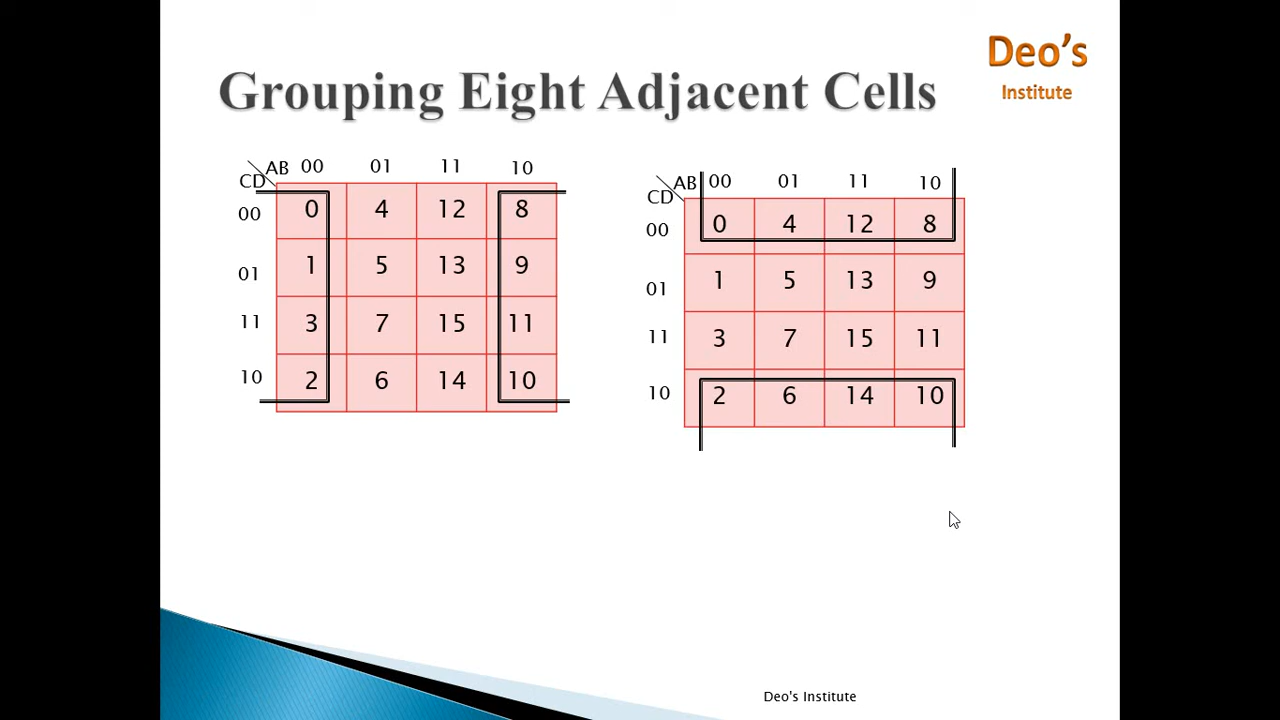 Deo's
Institute
Grouping Eight Adjacent Cells
AB 00 01 11 10
CD
00 0 4 12 8
01 1 5 13 9
11 3 7 15 11
10 2 6 14 10
AB 00 01 11 10
CD
00 0 4 12 8
01 1 5 13 9
11 3 7 15 11
10 2 6 14 10
Deo's Institute